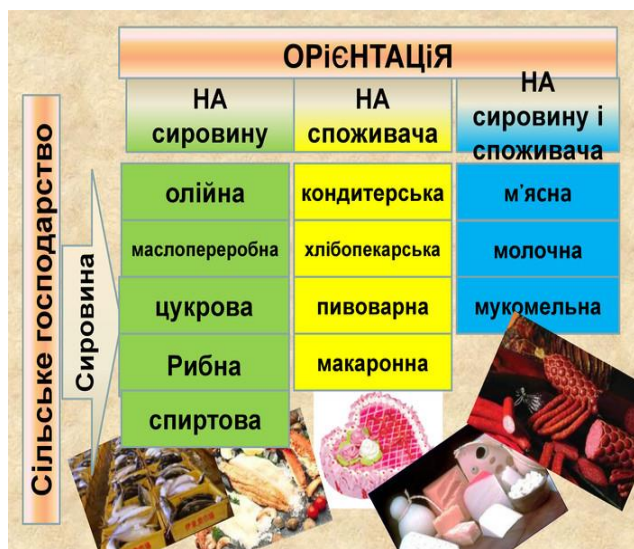 ОРіЄНТАЦіЯ
НА
сировину
НА
споживача
НА
сировину і
споживача
Сільське господарство
Сировина
олійна
кондитерська
м'ясна
маслопереробна
хлібопекарська
молочна
цукрова
пивоварна
мукомельна
Рибна
макаронна
спиртова